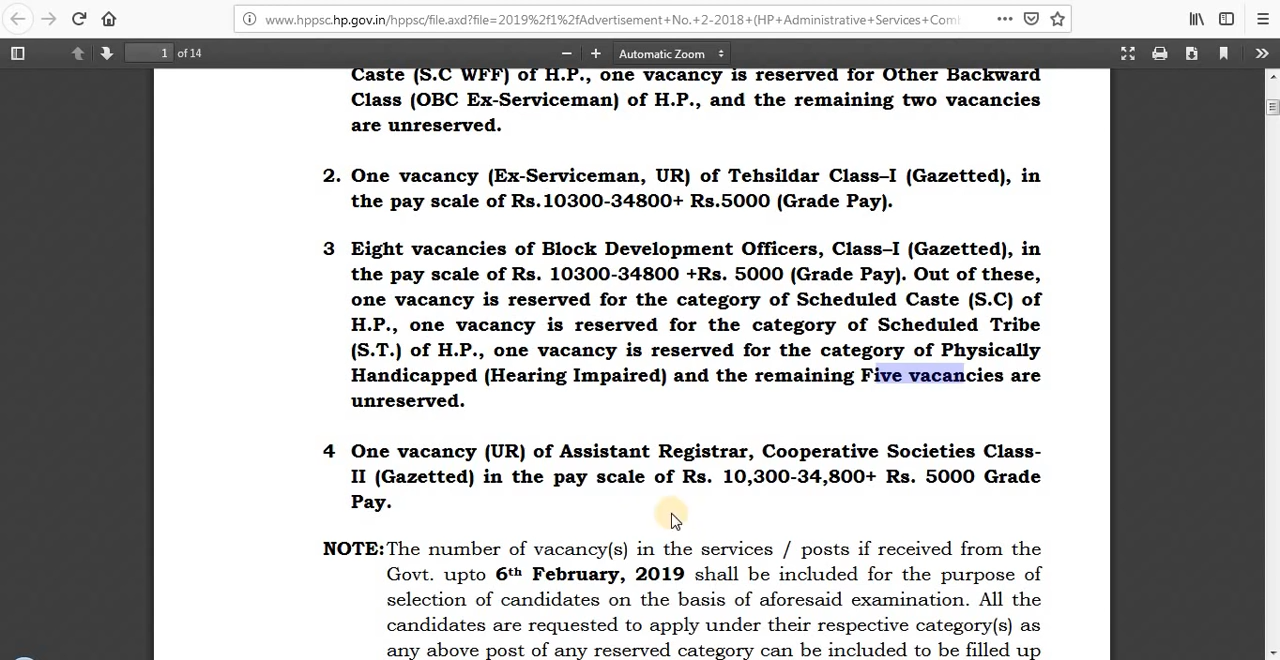 www.hppsc.hp.gov.in/hppsc/file.axd?file=2019%2f1%2fAdvertisement+No.+2-2018+(HP+Administrative+Services+Com
1 of 14
Automatic Zoom
Caste (S.C WFF) of H.P., one vacancy is reserved for Other Backward
Class (OBC Ex-Serviceman) of H.P., and the remaining two vacancies
are unreserved.
2. One vacancy (Ex-Serviceman, UR) of Tehsildar Class–I (Gazetted), in
the pay scale of Rs.10300-34800+ Rs.5000 (Grade Pay).
3 Eight vacancies of Block Development Officers, Class–I (Gazetted), in
the pay scale of Rs. 10300-34800 +Rs. 5000 (Grade Pay). Out of these,
one vacancy is reserved for the category of Scheduled Caste (S.C) of
H.P., one vacancy is reserved for the category of Scheduled Tribe
(S.T.) of H.P., one vacancy is reserved for the category of Physically
Handicapped (Hearing Impaired) and the remaining Five vacancies are
unreserved.
4 One vacancy (UR) of Assistant Registrar, Cooperative Societies Class-
II (Gazetted) in the pay scale of Rs. 10,300-34,800+ Rs. 5000 Grade
Pay.
NOTE:The number of vacancy(s) in the services / posts if received from the
Govt. upto 6th February, 2019 shall be included for the purpose of
selection of candidates on the basis of aforesaid examination. All the
candidates are requested to apply under their respective category(s) as
any above post of any reserved category can be included to be filled up